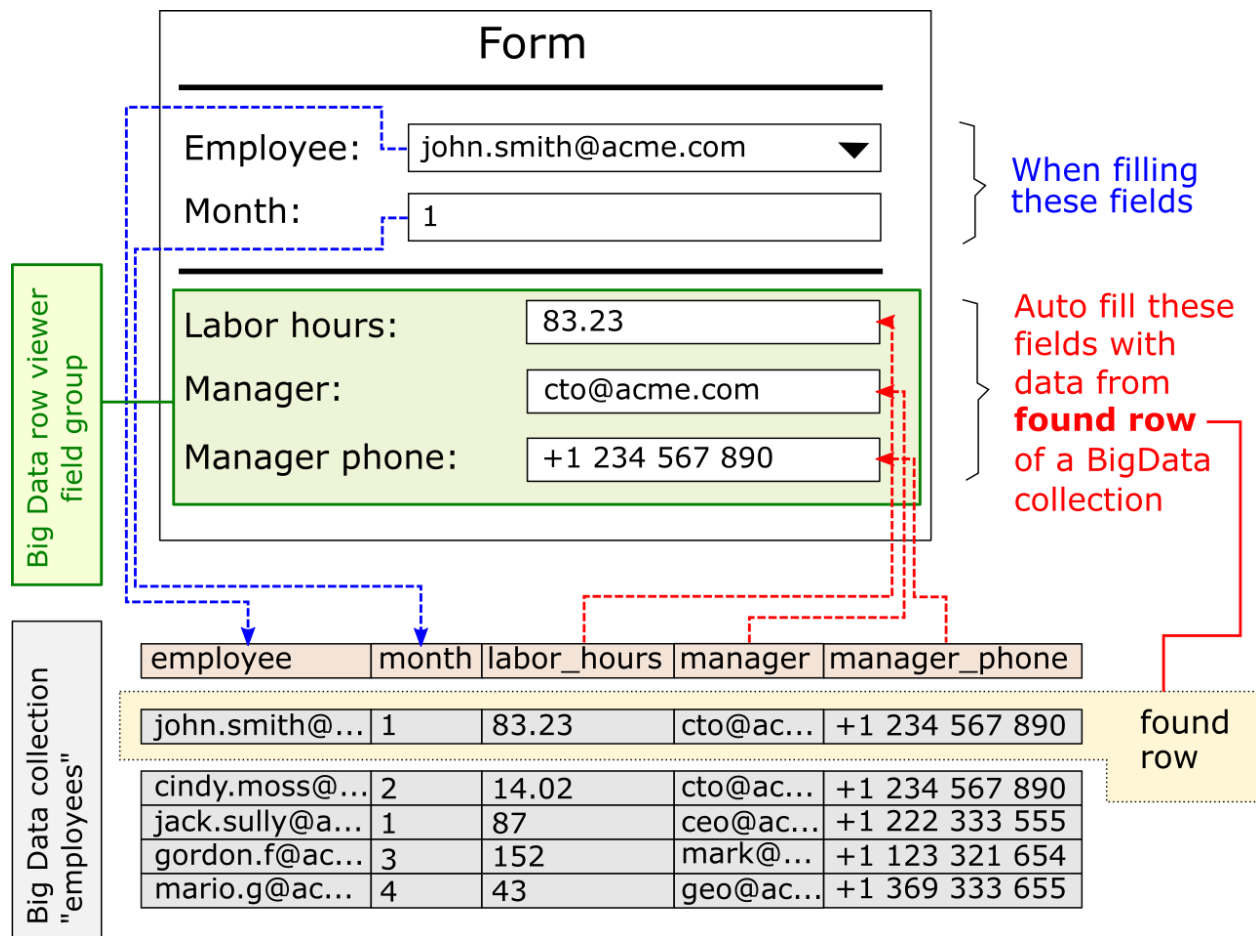 Form
Employee:
john.smith@acme.com
Month:
1
When filling
these fields
Labor hours:
83.23
Manager:
cto@acme.com
Manager phone:
+1 234 567 890
Auto fill these
fields with
data from
found row
of a BigData
collection
Big Data row viewer
field group
Big Data collection
"employees"
employee month labor_hours manager manager_phone
john.smith@... 1 83.23 cto@ac... +1 234 567 890
found
row
cindy.moss@... 2 14.02 cto@ac... +1 234 567 890
jack.sully@a... 1 87 ceo@ac... +1 222 333 555
gordon.f@ac... 3 152 mark@... +1 123 321 654
mario.g@ac... 4 43 geo@ac... +1 369 333 655